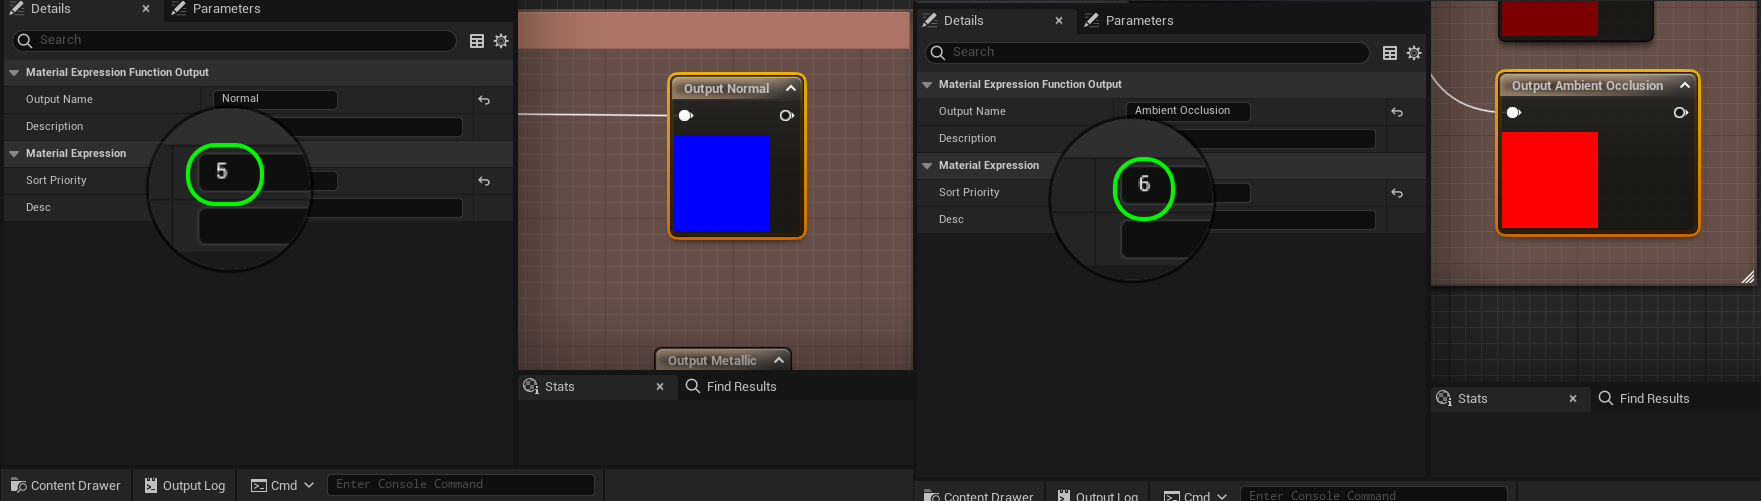 Details
Parameters
Search
Material Expression Function Output
Output Name
Normal
Description
Material Expression
5
Sort Priority
Desc
Output Normal
Output Metallic
Stats
Find Results
Content Drawer
Output Log
Cmd
Enter Console Command
Details
Parameters
Search
Material Expression Function Output
Output Name
Ambient Occlusion
Description
Material Expression
6
Sort Priority
Desc
Output Ambient Occlusion
Stats
Find Results
Content Drawer
Output Log
Cmd
Enter Console Command